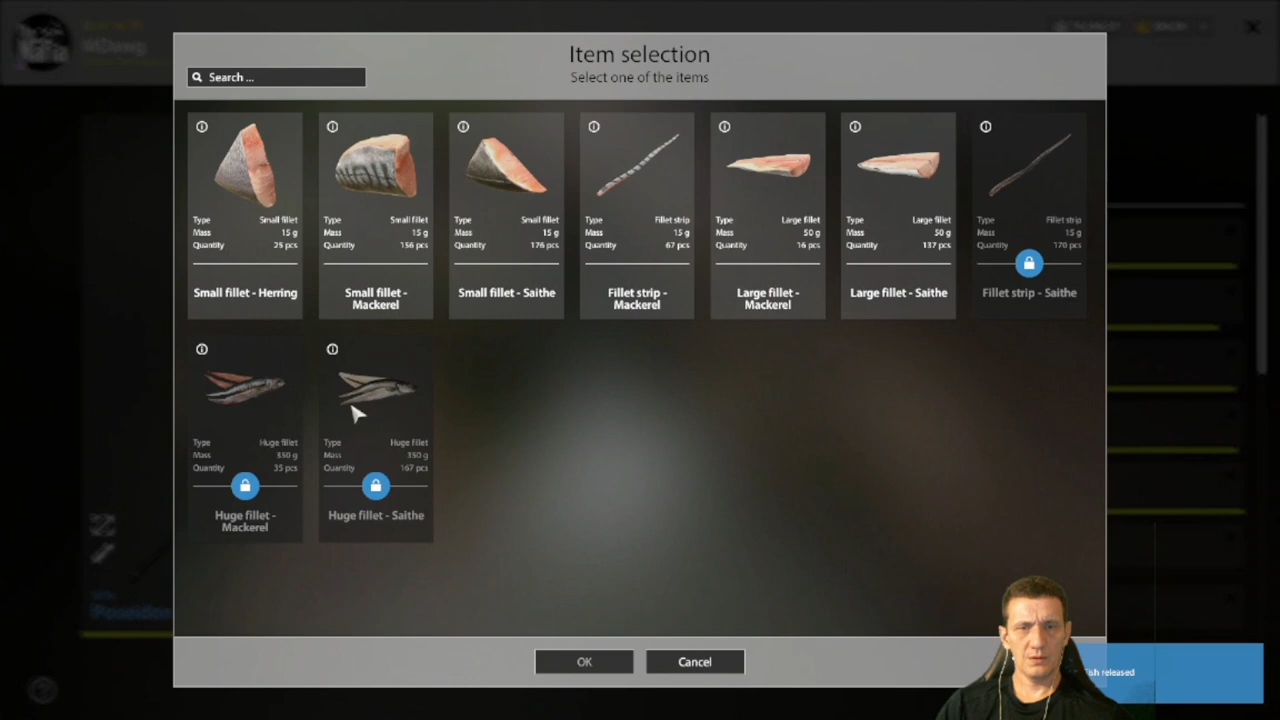 Item selection
Select one of the items
Search ...
Type Small fillet
Mass 15 g
Quantity 25 pcs
Small fillet - Herring
Type Small fillet
Mass 15 g
Quantity 156 pcs
Small fillet -
Mackerel
Type Small fillet
Mass 15 g
Quantity 176 pcs
Small fillet - Saithe
Type Fillet strip
Mass 15 g
Quantity 67 pcs
Fillet strip -
Mackerel
Type Large fillet
Mass 50 g
Quantity 16 pcs
Large fillet -
Mackerel
Type Large fillet
Mass 50 g
Quantity 137 pcs
Large fillet - Saithe
Type Fillet strip
Mass 15 g
Quantity 170 pcs
Fillet strip - Saithe
Type Huge fillet
Mass 350 g
Quantity 35 pcs
Huge fillet -
Mackerel
Type Huge fillet
Mass 350 g
Quantity 167 pcs
Huge fillet - Saithe
OK
Cancel
released